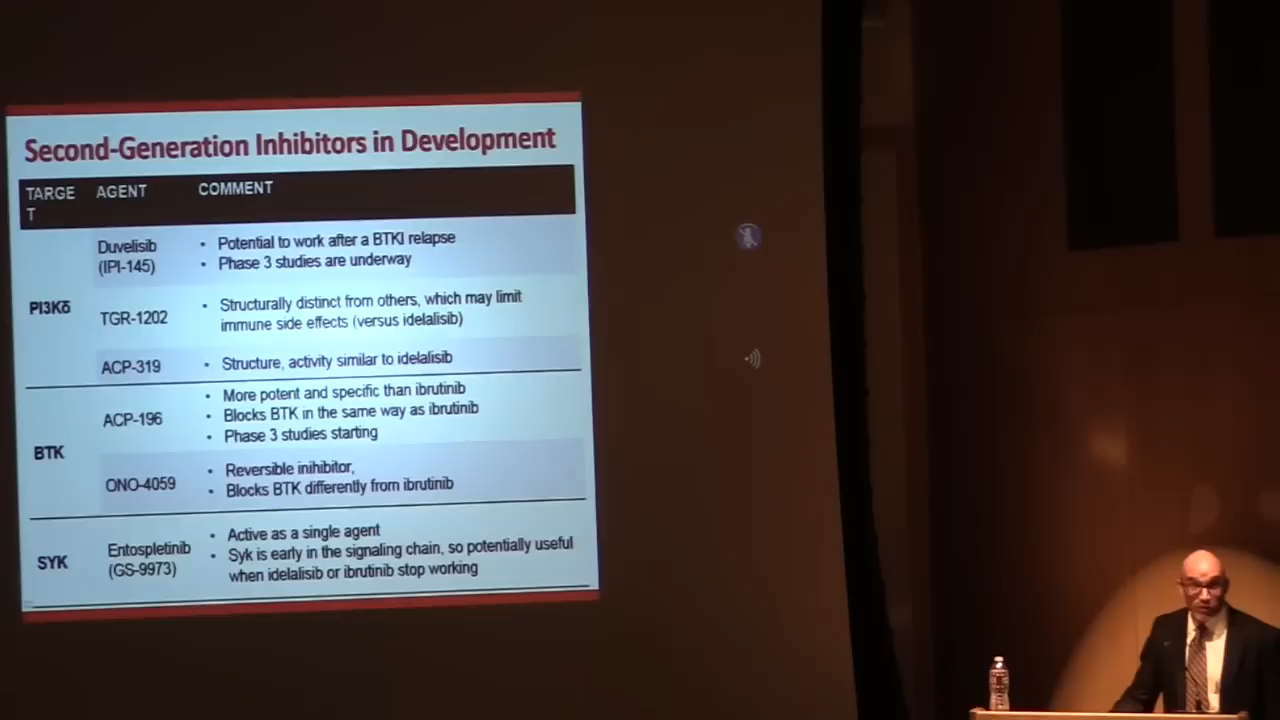 Second-Generation Inhibitors in Development
TARGE
T
AGENT
COMMENT
PI3Kδ
Duvelisib
(IPI-145)
• Potential to work after a BTKI relapse
• Phase 3 studies are underway
TGR-1202
• Structurally distinct from others, which may limit
immune side effects (versus idelalisib)
ACP-319
• Structure, activity similar to idelalisib
BTK
ACP-196
• More potent and specific than ibrutinib
• Blocks BTK in the same way as ibrutinib
• Phase 3 studies starting
ONO-4059
• Reversible inihibitor,
• Blocks BTK differently from ibrutinib
SYK
Entospletinib
(GS-9973)
• Active as a single agent
• Syk is early in the signaling chain, so potentially useful
when idelalisib or ibrutinib stop working